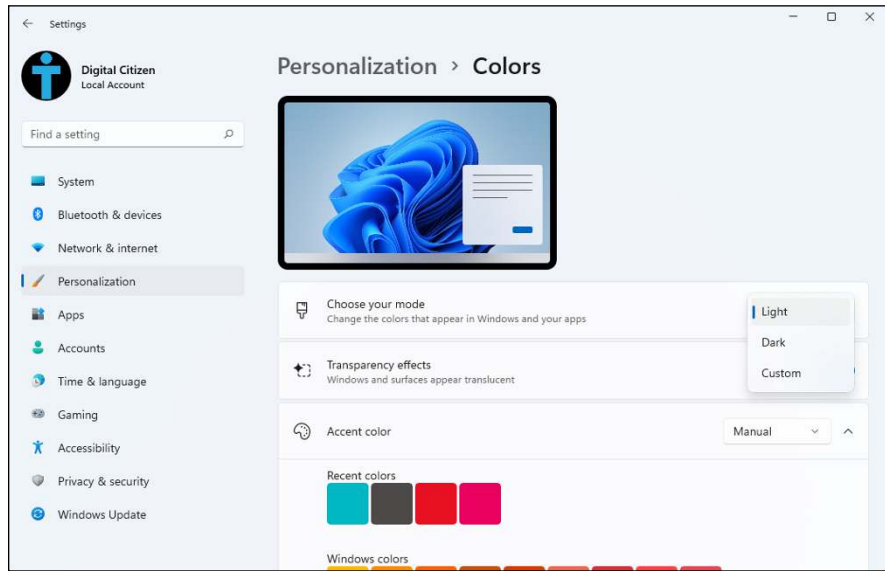 Settings
Digital Citizen
Local Account
Find a setting
System
Bluetooth & devices
Network & internet
Personalization
Apps
Accounts
Time & language
Gaming
Accessibility
Privacy & security
Windows Update
Personalization > Colors
Choose your mode
Change the colors that appear in Windows and your apps
Light
Dark
Custom
Transparency effects
Windows and surfaces appear translucent
Accent color
Manual
Recent colors
Windows colors